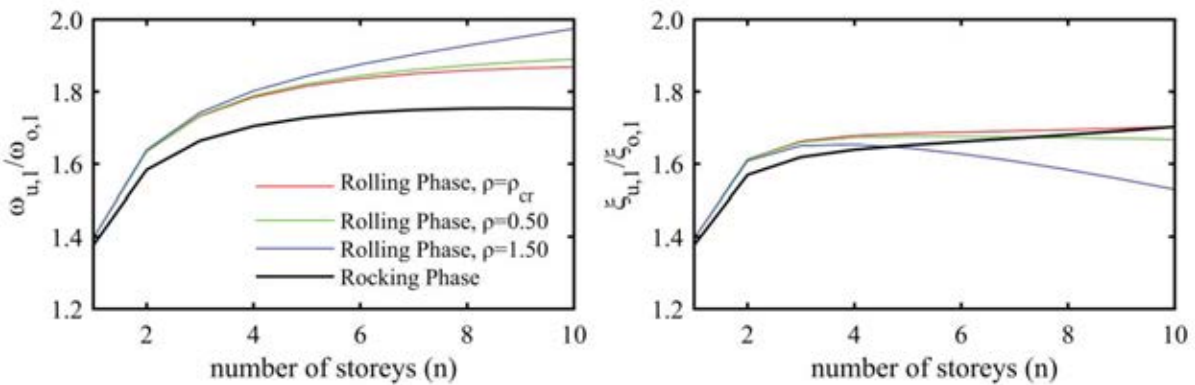 2.0
1.8
1.6
1.4
1.2
ω_u,1/ω_o,1
Rolling Phase, ρ=ρ_cr
Rolling Phase, ρ=0.50
Rolling Phase, ρ=1.50
Rocking Phase
2 4 6 8 10
number of storeys (n)
2.0
1.8
1.6
1.4
1.2
ξ_u,1/ξ_o,1
2 4 6 8 10
number of storeys (n)